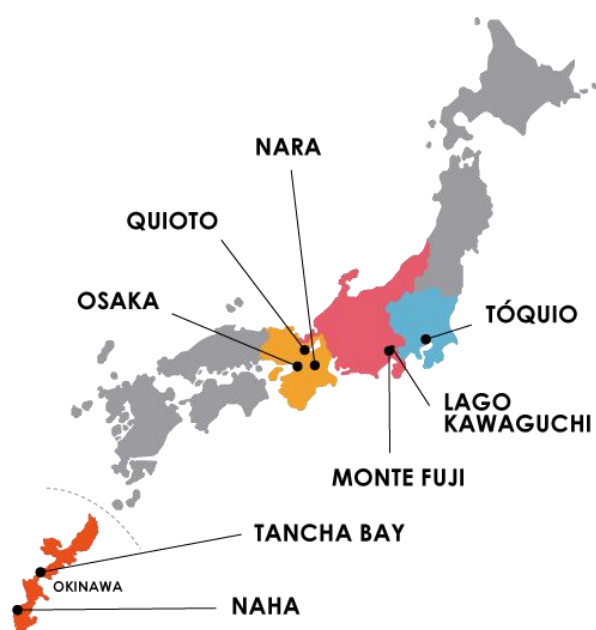 NARA
QUIOTO
OSAKA
TÓQUIO
LAGO
KAWAGUCHI
MONTE FUJI
TANCHA BAY
OKINAWA
NAHA